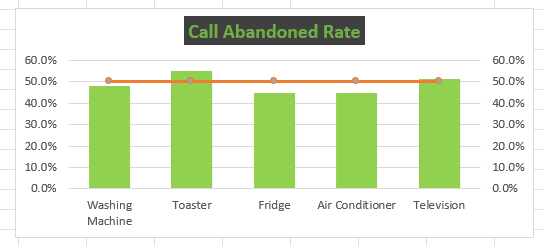 Call Abandoned Rate
60.0% 60.0%
50.0% 50.0%
40.0% 40.0%
30.0% 30.0%
20.0% 20.0%
10.0% 10.0%
0.0% 0.0%
Washing Toaster Fridge Air Conditioner Television
Machine